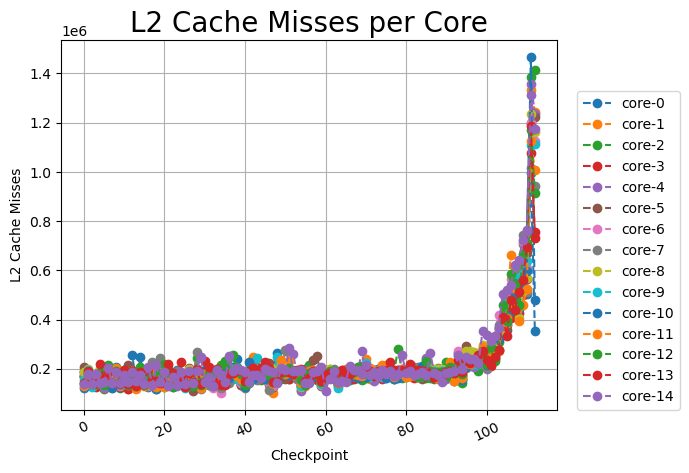 L2 Cache Misses per Core
1e6
1.4
1.2
1.0
0.8
0.6
0.4
0.2
L2 Cache Misses
0
20
40
60
80
100
Checkpoint
core-0
core-1
core-2
core-3
core-4
core-5
core-6
core-7
core-8
core-9
core-10
core-11
core-12
core-13
core-14